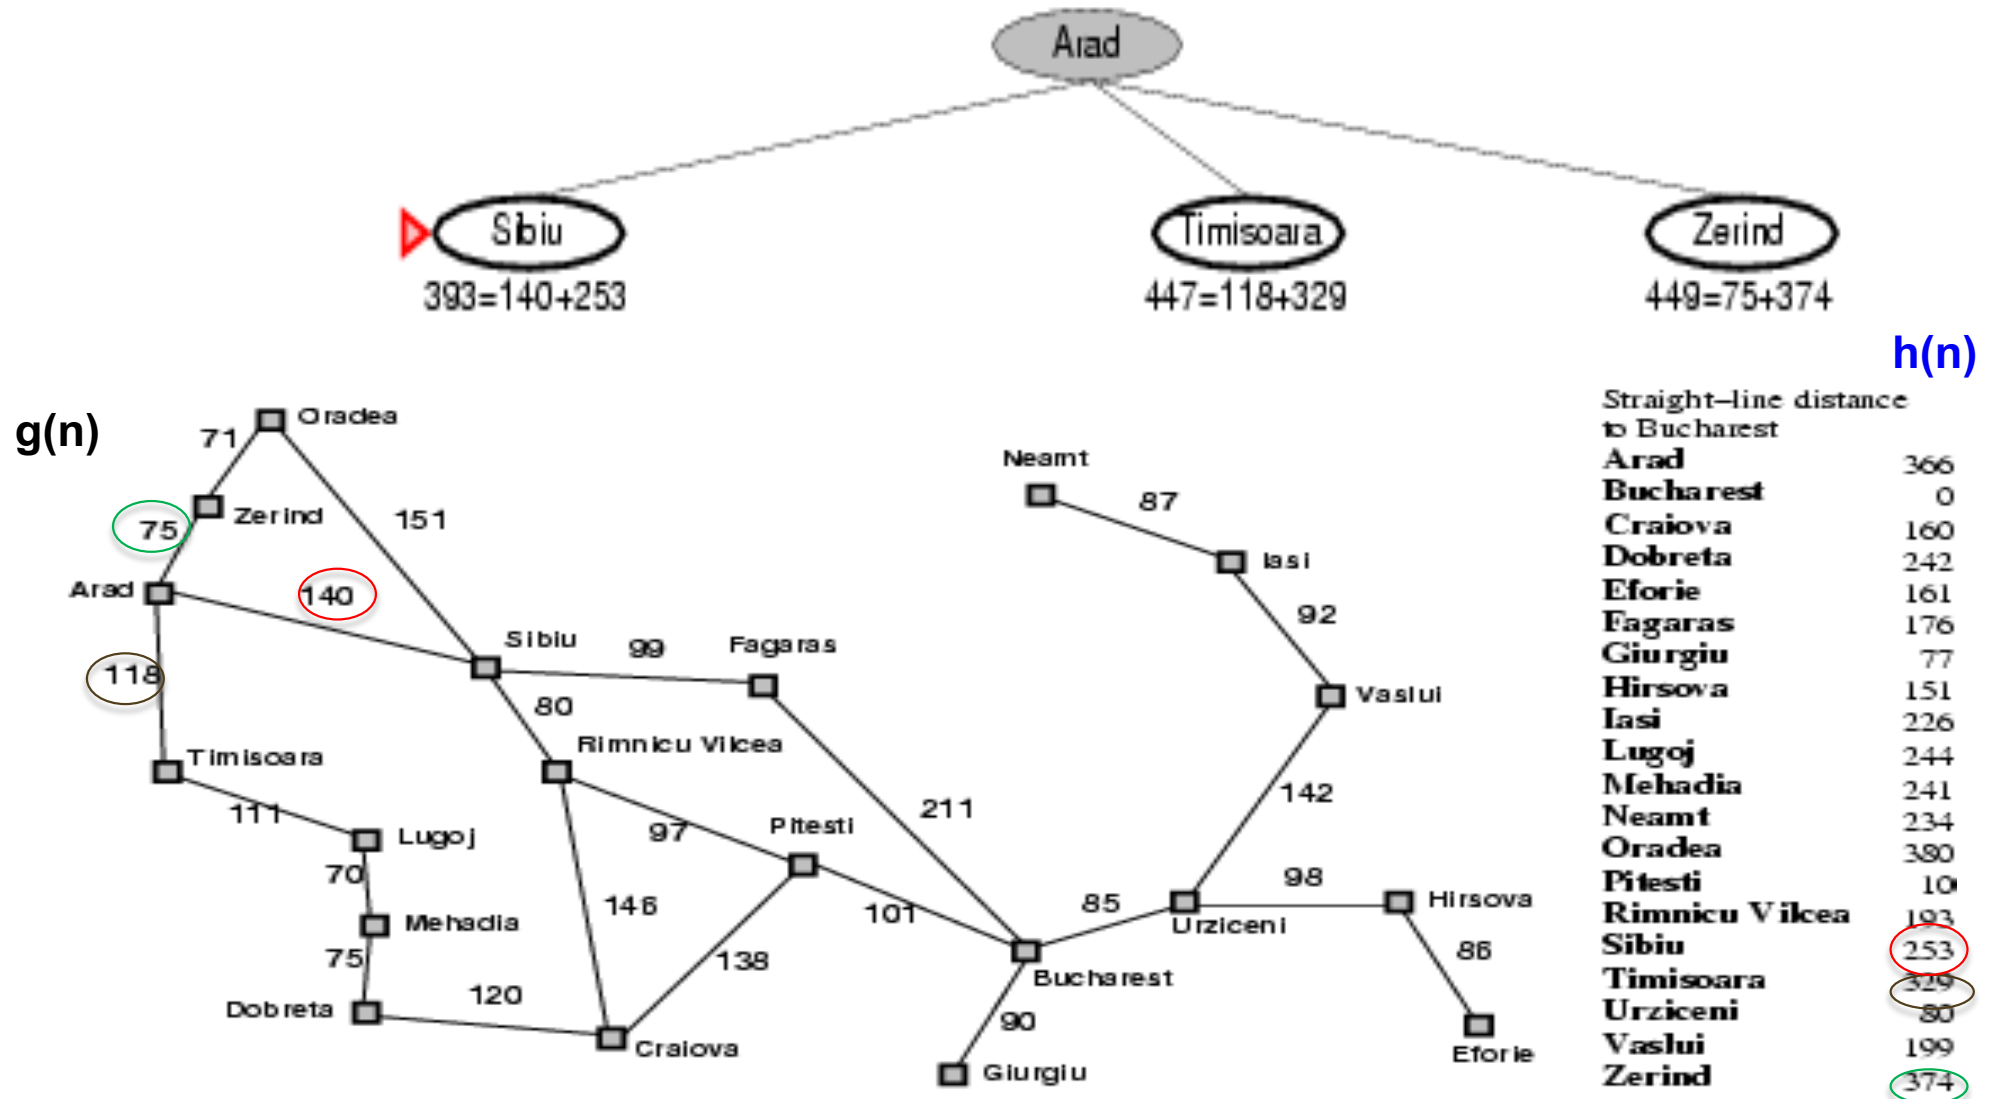 Arad
Sibiu
Timisoara
Zerind
393=140+253
447=118+329
449=75+374
h(n)
g(n)
Straight-line distance
to Bucharest
Arad 366
Bucharest 0
Craiova 160
Dobreta 242
Eforie 161
Fagaras 176
Giurgiu 77
Hirsova 151
Iasi 226
Lugoj 244
Mehadia 241
Neamt 234
Oradea 380
Pitesti 10
Rimnicu Vilcea 193
Sibiu 253
Timisoara 329
Urziceni 80
Vaslui 199
Zerind 374
Oradea
71
Neamt
87
Zerind
151
75
Iasi
Arad
140
92
Sibiu
99
Fagaras
118
80
Vaslui
Rimnicu Vilcea
Timisoara
142
111
211
Lugoj
97
Pitesti
70
98
146
101
85
Hirsova
Mehadia
Urziceni
75
138
86
Bucharest
120
Dobreta
90
Craiova
Eforie
Giurgiu